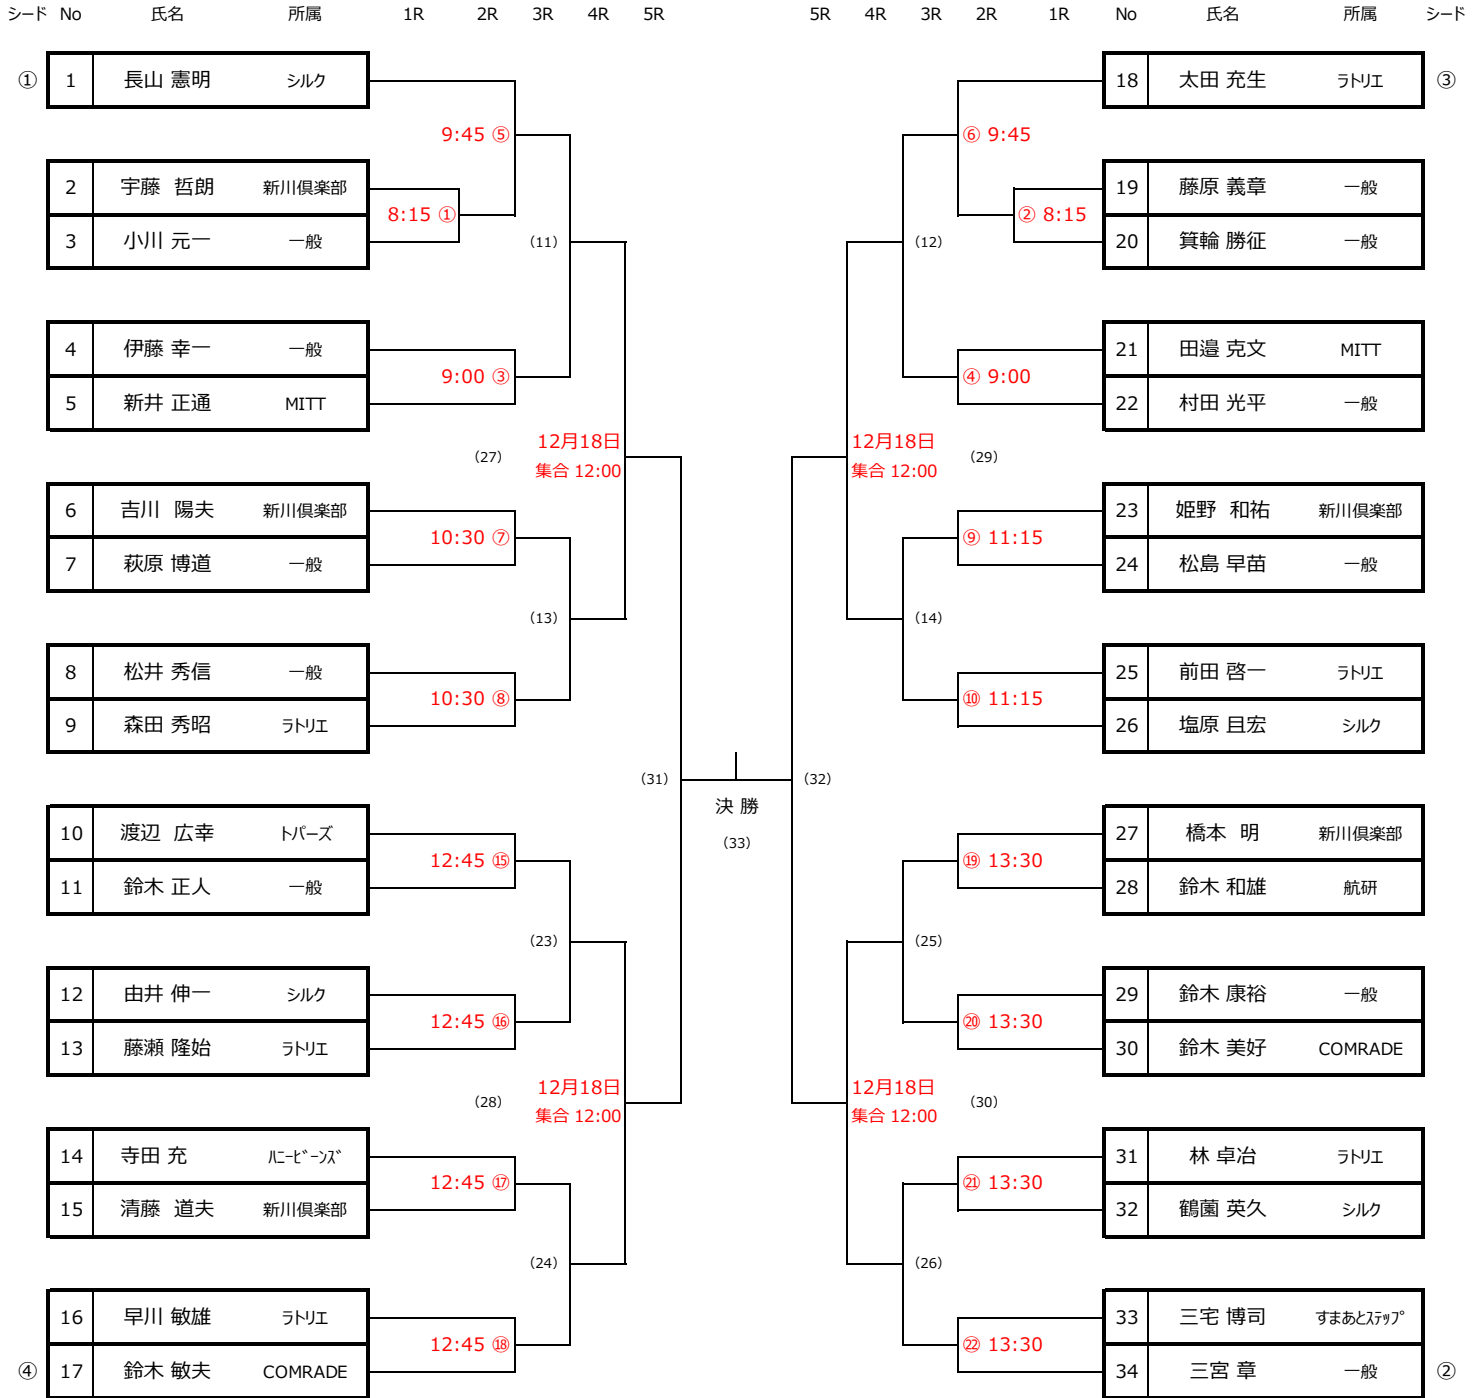 シード No 氏名 所属 1R 2R 3R 4R 5R 5R 4R 3R 2R 1R No 氏名 所属 シード
① 1 長山 憲明 シルク 18 太田 充生 ラトリエ ③
9:45 ⑤ ⑥ 9:45
2 宇藤 哲朗 新川倶楽部 19 藤原 義章 一般
8:15 ① ② 8:15
3 小川 元一 一般 (11) (12) 20 箕輪 勝征 一般
4 伊藤 幸一 一般 21 田邉 克文 MITT
9:00 ③ ④ 9:00
5 新井 正通 MITT 22 村田 光平 一般
12月18日 12月18日
(27) (29)
集合 12:00 集合 12:00
6 吉川 陽夫 新川倶楽部 23 姫野 和祐 新川倶楽部
10:30 ⑦ ⑨ 11:15
7 萩原 博道 一般 24 松島 早苗 一般
(13) (14)
8 松井 秀信 一般 25 前田 啓一 ラトリエ
10:30 ⑧ ⑩ 11:15
9 森田 秀昭 ラトリエ 26 塩原 且宏 シルク
(31) (32)
決 勝
10 渡辺 広幸 トパーズ 27 橋本 明 新川倶楽部
(33)
12:45 ⑮ ⑲ 13:30
11 鈴木 正人 一般 28 鈴木 和雄 航研
(23) (25)
12 由井 伸一 シルク 29 鈴木 康裕 一般
12:45 ⑯ ⑳ 13:30
13 藤瀬 隆始 ラトリエ 30 鈴木 美好 COMRADE
12月18日 12月18日
(28) (30)
集合 12:00 集合 12:00
14 寺田 充 ハニービーンズ 31 林 卓冶 ラトリエ
12:45 ⑰ ㉑ 13:30
15 清藤 道夫 新川倶楽部 32 鶴薗 英久 シルク
(24) (26)
16 早川 敏雄 ラトリエ 33 三宅 博司 すまあとステップ
12:45 ⑱ ㉒ 13:30
④ 17 鈴木 敏夫 COMRADE 34 三宮 章 一般 ②